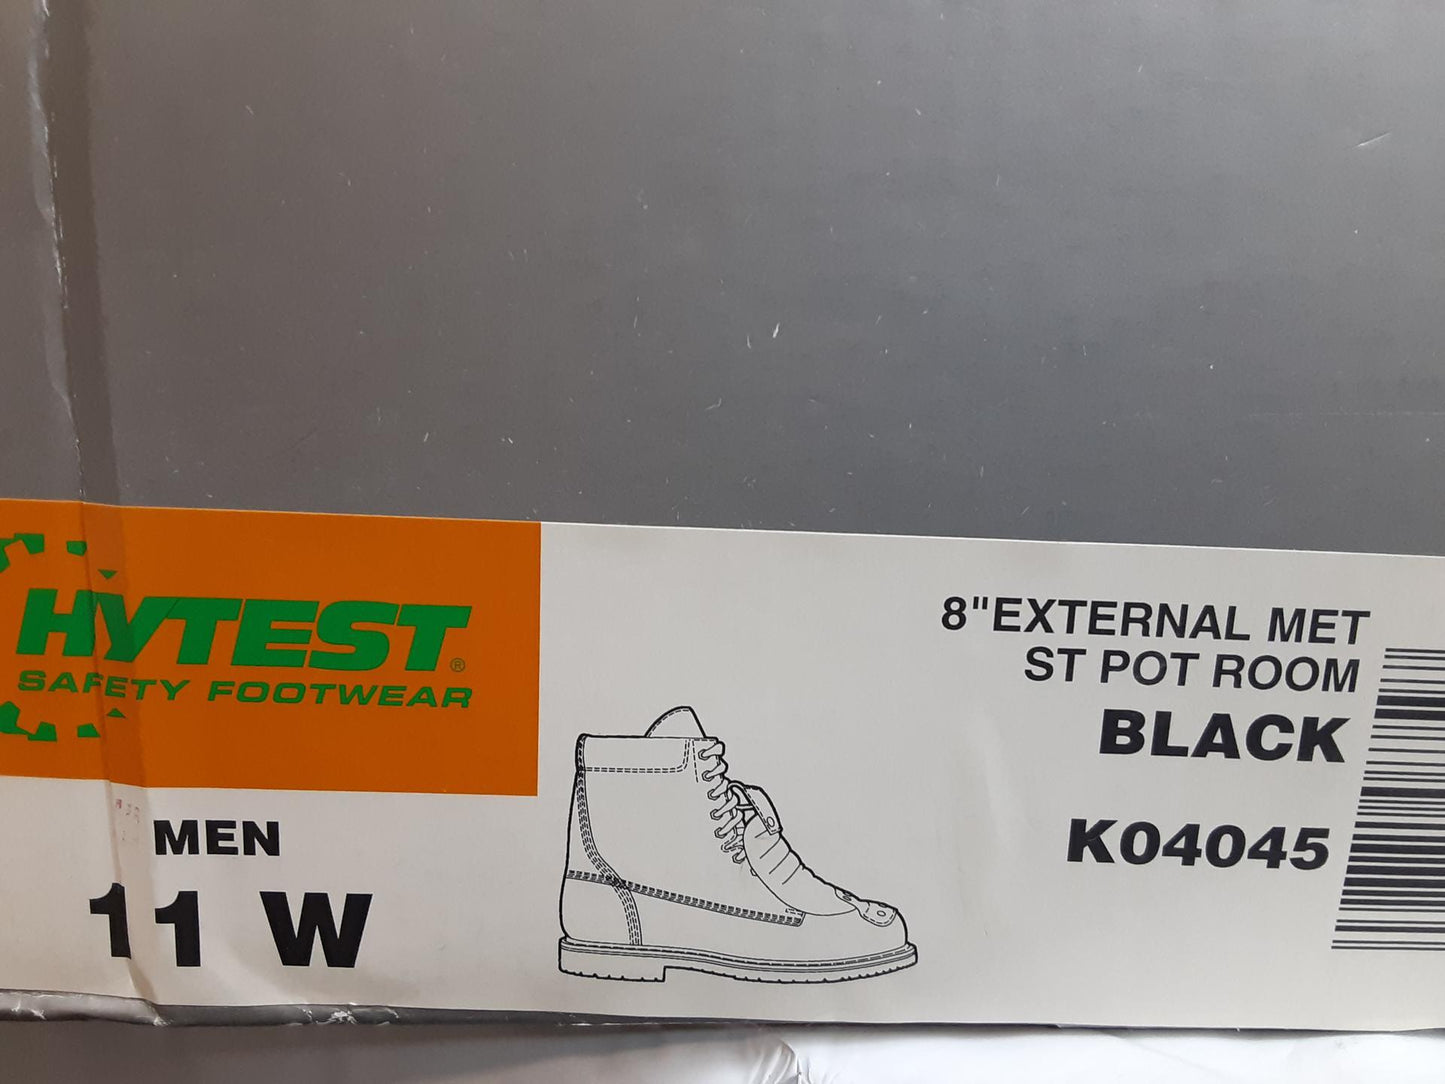 HYTEST®
SAFETY FOOTWEAR
MEN
11 W
8"EXTERNAL MET
ST POT ROOM
BLACK
K04045